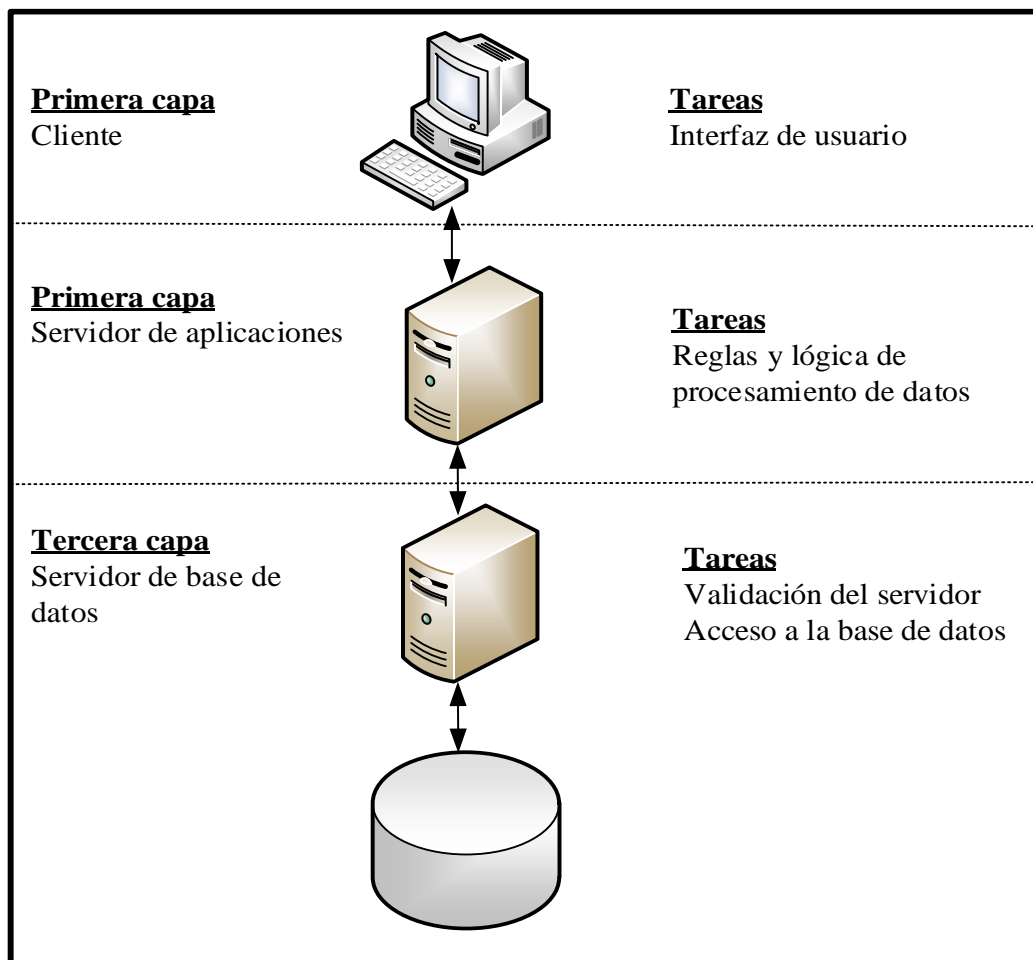 Primera capa
Cliente
Tareas
Interfaz de usuario
Primera capa
Servidor de aplicaciones
Tareas
Reglas y lógica de
procesamiento de datos
Tercera capa
Servidor de base de
datos
Tareas
Validación del servidor
Acceso a la base de datos